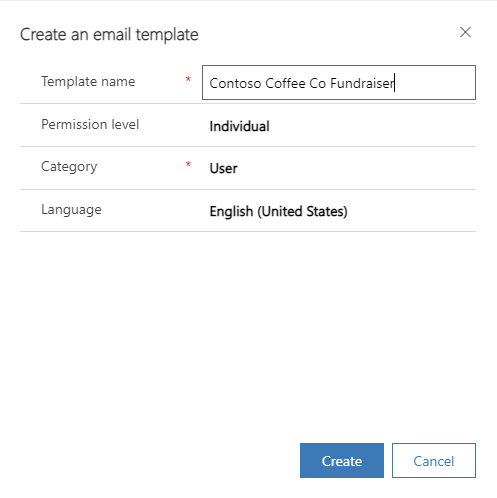 Create an email template
Template name * Contoso Coffee Co Fundraiser
Permission level Individual
Category * User
Language English (United States)
Create Cancel